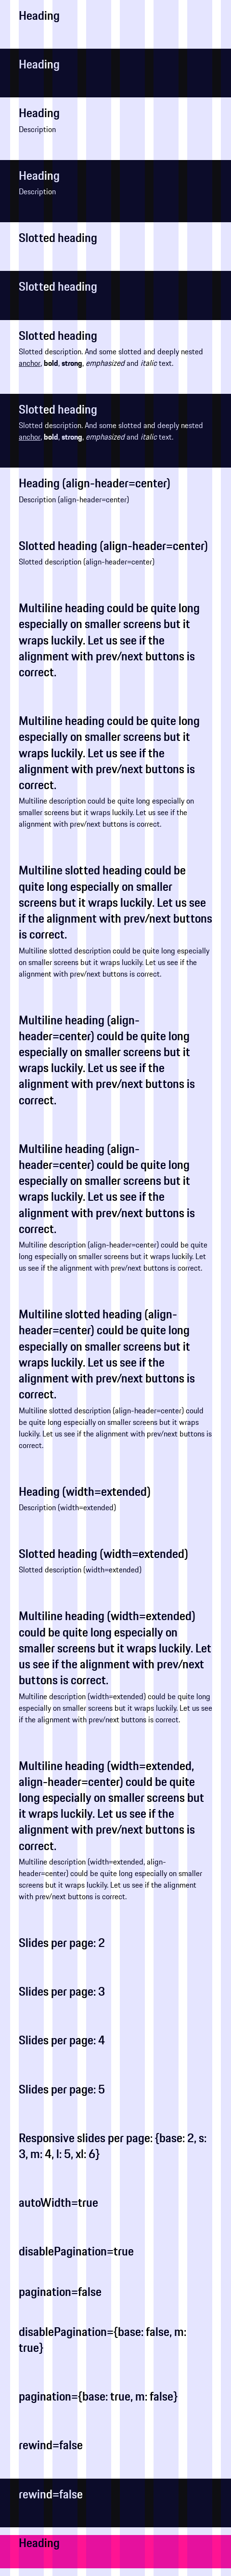 Heading
Heading
Heading
Description
Heading
Description
Slotted heading
Slotted heading
Slotted heading
Slotted description. And some slotted and deeply nested
anchor, bold, strong, emphasized and italic text.
Slotted heading
Slotted description. And some slotted and deeply nested
anchor, bold, strong, emphasized and italic text.
Heading (align-header=center)
Description (align-header=center)
Slotted heading (align-header=center)
Slotted description (align-header=center)
Multiline heading could be quite long
especially on smaller screens but it
wraps luckily. Let us see if the
alignment with prev/next buttons is
correct.
Multiline heading could be quite long
especially on smaller screens but it
wraps luckily. Let us see if the
alignment with prev/next buttons is
correct.
Multiline description could be quite long especially on
smaller screens but it wraps luckily. Let us see if the
alignment with prev/next buttons is correct.
Multiline slotted heading could be
quite long especially on smaller
screens but it wraps luckily. Let us see
if the alignment with prev/next buttons
is correct.
Multiline slotted description could be quite long especially
on smaller screens but it wraps luckily. Let us see if the
alignment with prev/next buttons is correct.
Multiline heading (align-
header=center) could be quite long
especially on smaller screens but it
wraps luckily. Let us see if the
alignment with prev/next buttons is
correct.
Multiline heading (align-
header=center) could be quite long
especially on smaller screens but it
wraps luckily. Let us see if the
alignment with prev/next buttons is
correct.
Multiline description (align-header=center) could be quite
long especially on smaller screens but it wraps luckily. Let
us see if the alignment with prev/next buttons is correct.
Multiline slotted heading (align-
header=center) could be quite long
especially on smaller screens but it
wraps luckily. Let us see if the
alignment with prev/next buttons is
correct.
Multiline slotted description (align-header=center) could
be quite long especially on smaller screens but it wraps
luckily. Let us see if the alignment with prev/next buttons is
correct.
Heading (width=extended)
Description (width=extended)
Slotted heading (width=extended)
Slotted description (width=extended)
Multiline heading (width=extended)
could be quite long especially on
smaller screens but it wraps luckily. Let
us see if the alignment with prev/next
buttons is correct.
Multiline description (width=extended) could be quite long
especially on smaller screens but it wraps luckily. Let us see
if the alignment with prev/next buttons is correct.
Multiline heading (width=extended,
align-header=center) could be quite
long especially on smaller screens but
it wraps luckily. Let us see if the
alignment with prev/next buttons is
correct.
Multiline description (width=extended, align-
header=center) could be quite long especially on smaller
screens but it wraps luckily. Let us see if the alignment
with prev/next buttons is correct.
Slides per page: 2
Slides per page: 3
Slides per page: 4
Slides per page: 5
Responsive slides per page: {base: 2, s:
3, m: 4, l: 5, xl: 6}
autoWidth=true
disablePagination=true
pagination=false
disablePagination={base: false, m:
true}
pagination={base: true, m: false}
rewind=false
rewind=false
Heading